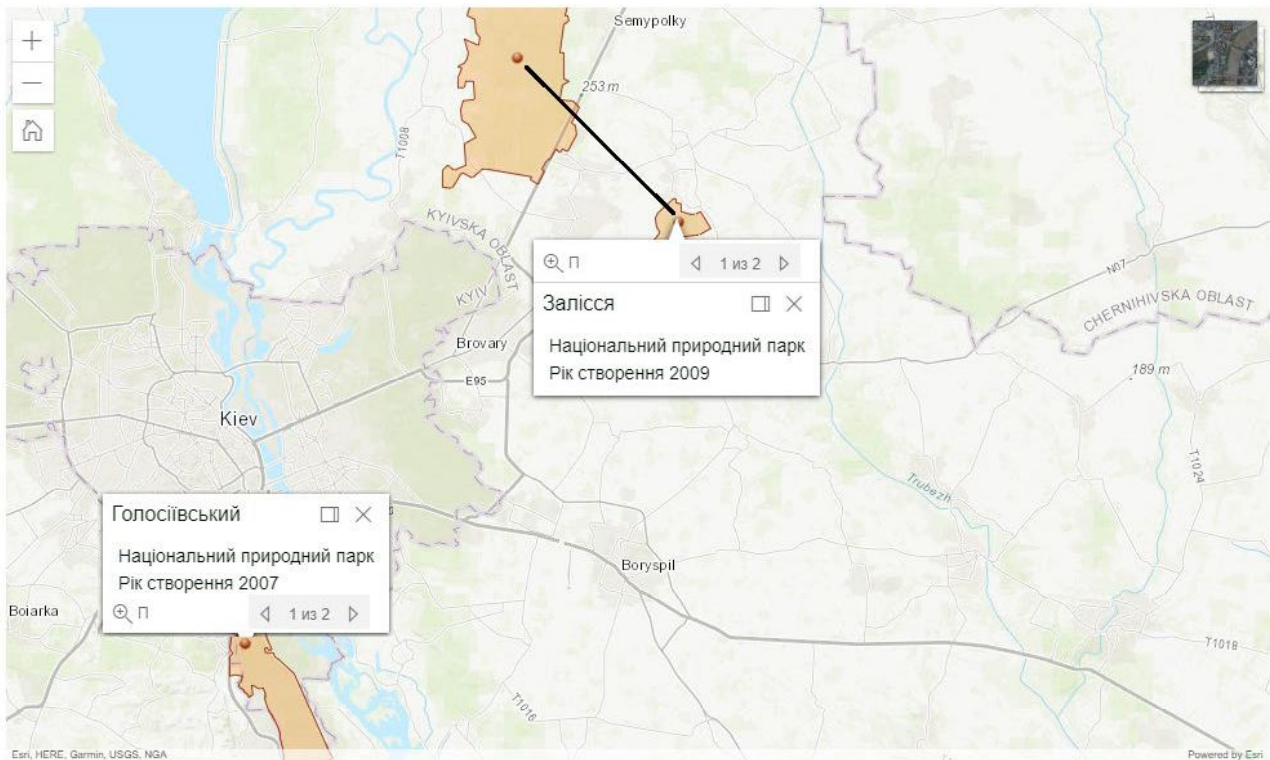 Semypolky
253 m
T1008
KYIVSKA OBLAST
KYIV
П
1 из 2
Залісся
Національний природний парк
Рік створення 2009
N07
CHERNIHIVSKA OBLAST
Brovary
E95
189 m
Kiev
T1024
Trubezh
Голосіївський
Національний природний парк
Рік створення 2007
П
1 из 2
Boryspil
Boiarka
T1018
T1016
Esri, HERE, Garmin, USGS, NGA
Powered by Esri